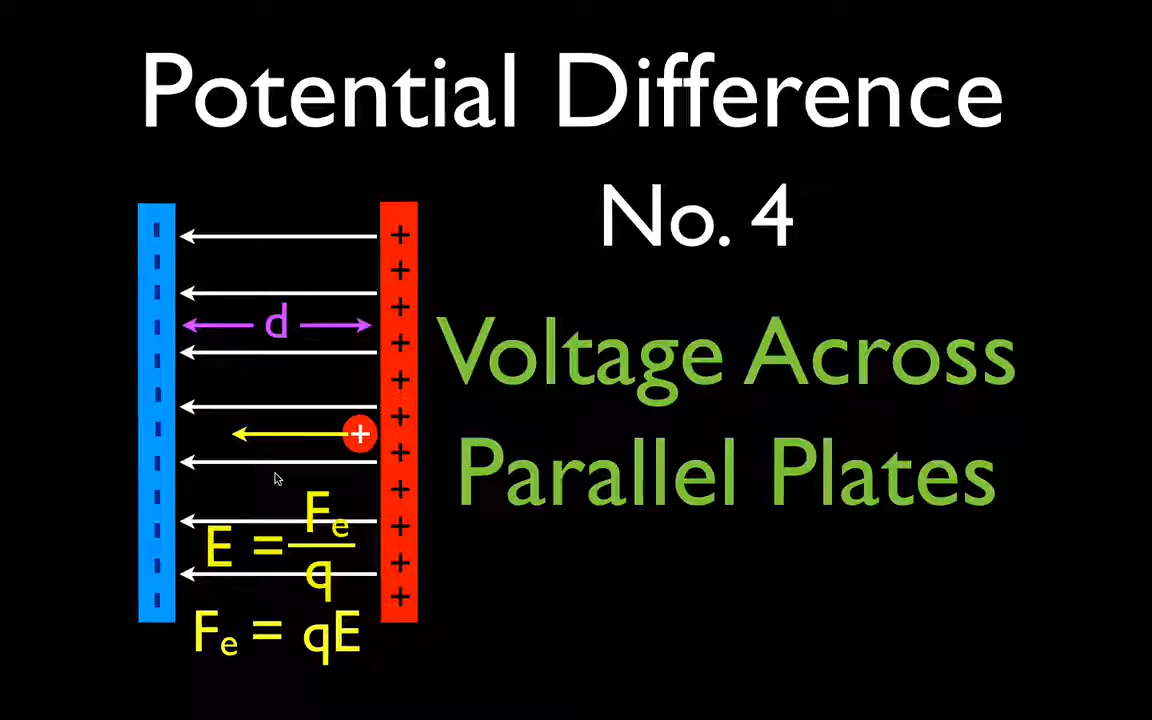 Potential Difference
No. 4
d
Voltage Across
Parallel Plates
E = Fe/q
Fe = qE